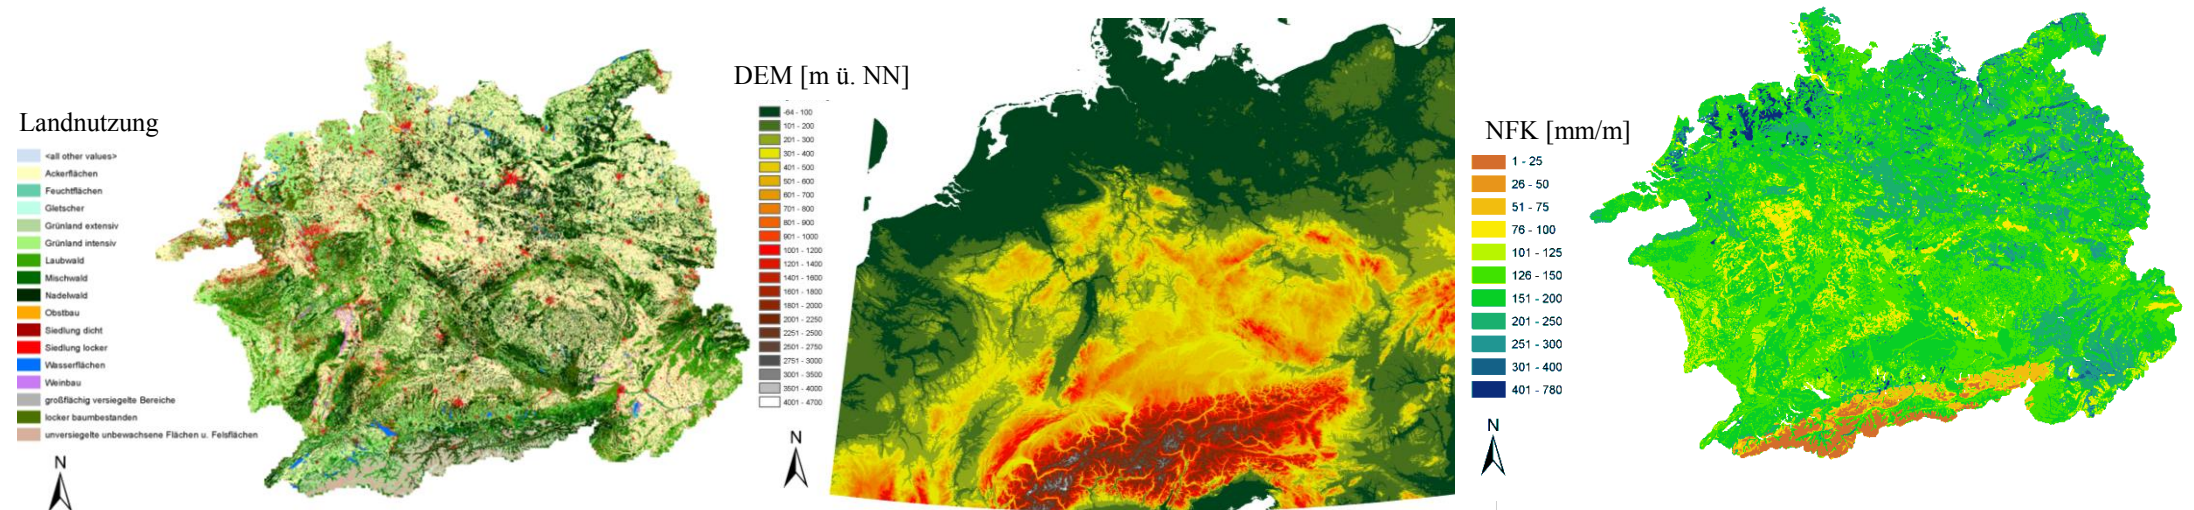 Landnutzung
<all other values>
Ackerflächen
Feuchtflächen
Gletscher
Grünland extensiv
Grünland intensiv
Laubwald
Mischwald
Nadelwald
Obstbau
Siedlung dicht
Siedlung locker
Wasserflächen
Weinbau
großflächig versiegelte Bereiche
locker baumbestanden
unversiegelte unbewachsene Flächen u. Felsflächen
N
DEM [m ü. NN]
-64 - 100
101 - 200
201 - 300
301 - 400
401 - 500
501 - 600
601 - 700
701 - 800
801 - 900
901 - 1000
1001 - 1200
1201 - 1400
1401 - 1600
1601 - 1800
1801 - 2000
2001 - 2250
2251 - 2500
2501 - 2750
2751 - 3000
3001 - 3500
3501 - 4000
4001 - 4700
N
NFK [mm/m]
1 - 25
26 - 50
51 - 75
76 - 100
101 - 125
126 - 150
151 - 200
201 - 250
251 - 300
301 - 400
401 - 780
N